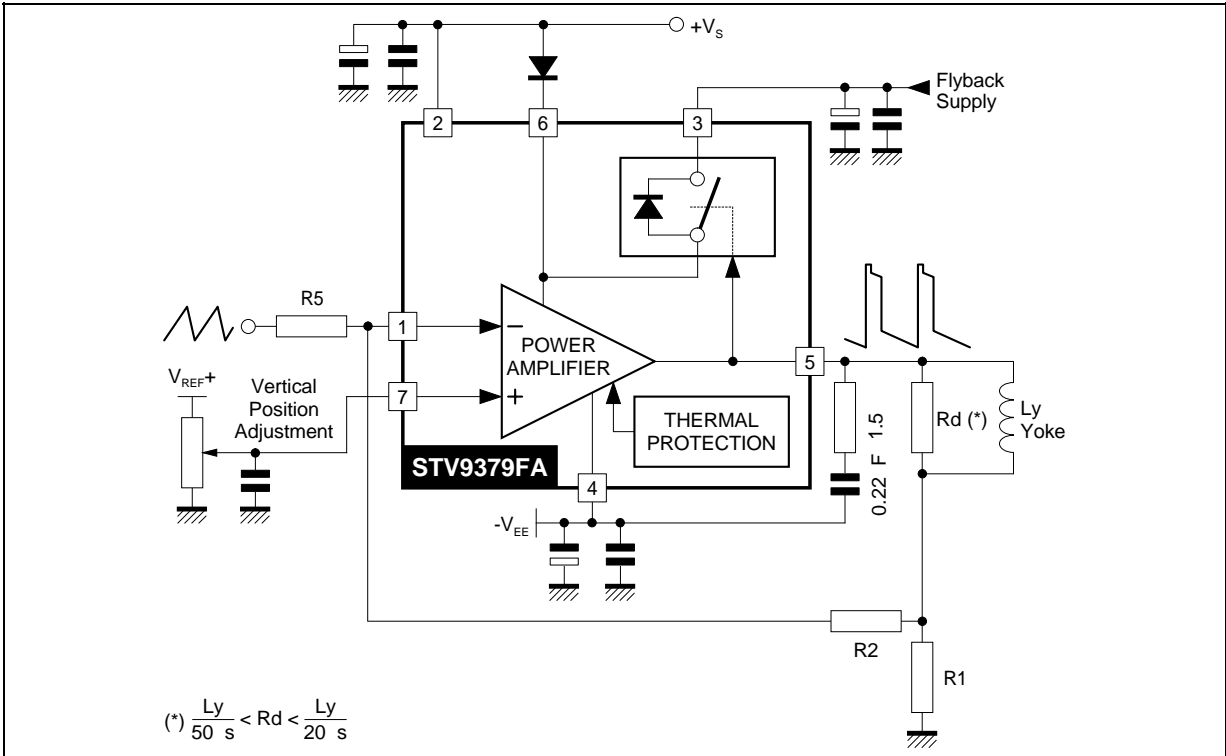 +VS
Flyback
Supply
2
6
3
R5
1
POWER
AMPLIFIER
−
+
5
VREF+
Vertical
Position
Adjustment
7
THERMAL
PROTECTION
STV9379FA
4
-VEE
0.22 F 1.5
Rd (*)
Ly
Yoke
R2
R1
(*) Ly/50 s < Rd < Ly/20 s